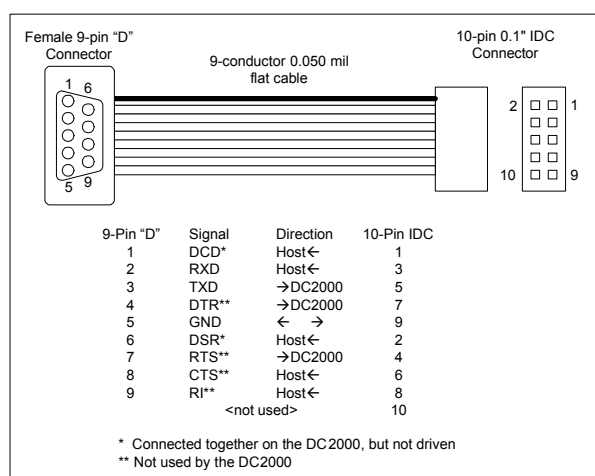 Female 9-pin “D”
Connector
9-conductor 0.050 mil
flat cable
10-pin 0.1" IDC
Connector
1 6
5 9
2 1
10 9
9-Pin “D” Signal Direction 10-Pin IDC
1 DCD* Host← 1
2 RXD Host← 3
3 TXD →DC2000 5
4 DTR** →DC2000 7
5 GND ← → 9
6 DSR* Host← 2
7 RTS** →DC2000 4
8 CTS** Host← 6
9 RI** Host← 8
<not used> 10
* Connected together on the DC2000, but not driven
** Not used by the DC2000